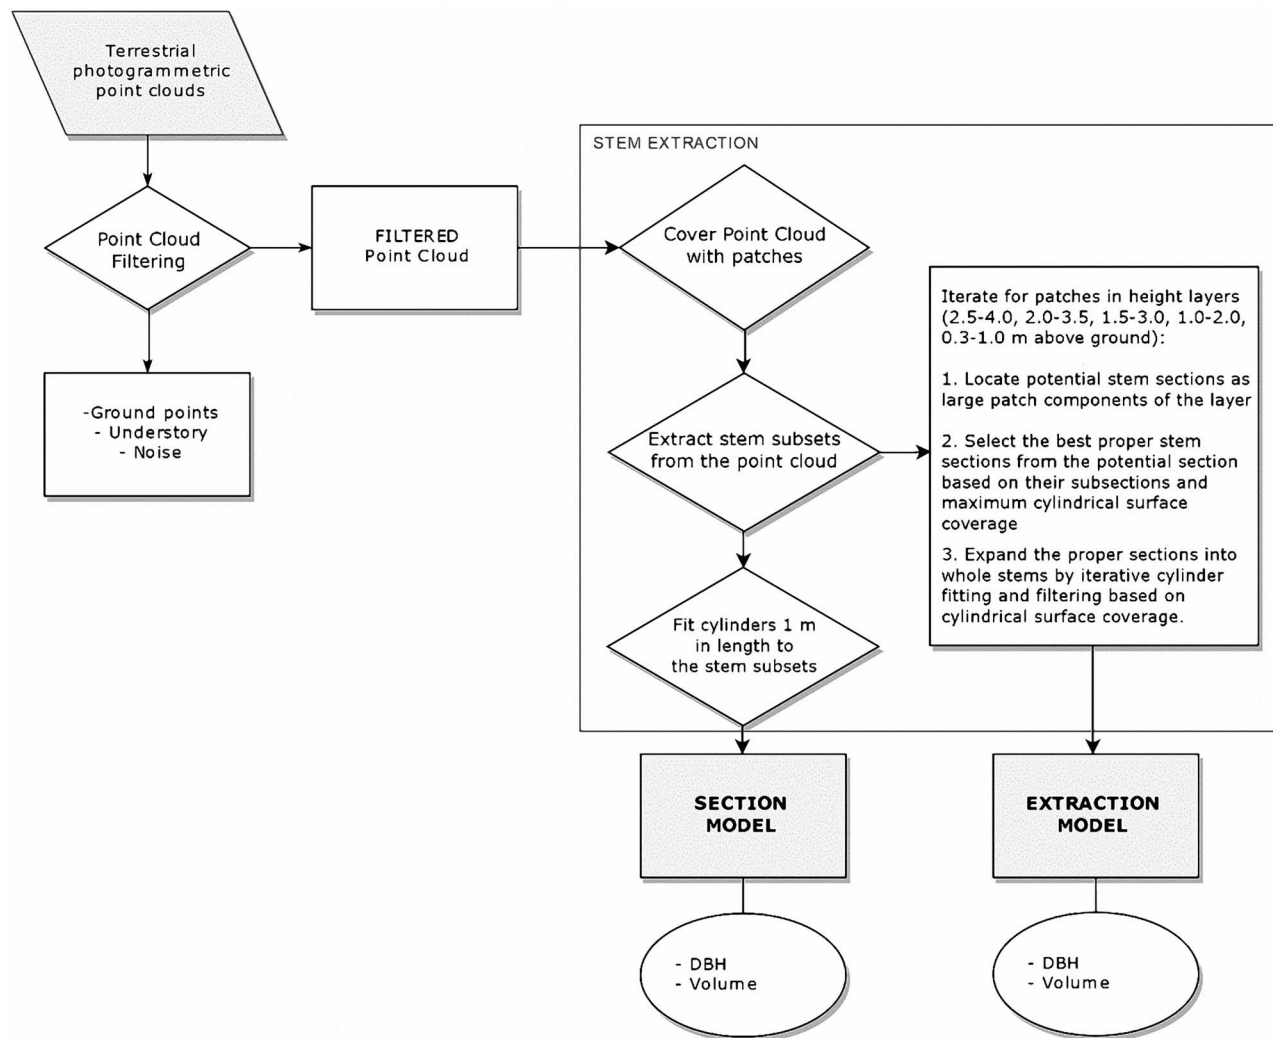 Terrestrial
photogrammetric
point clouds
Point Cloud
Filtering
-Ground points
- Understory
- Noise
FILTERED
Point Cloud
STEM EXTRACTION
Cover Point Cloud
with patches
Extract stem subsets
from the point cloud
Fit cylinders 1 m
in length to
the stem subsets
Iterate for patches in height layers
(2.5-4.0, 2.0-3.5, 1.5-3.0, 1.0-2.0,
0.3-1.0 m above ground):
1. Locate potential stem sections as
large patch components of the layer
2. Select the best proper stem
sections from the potential section
based on their subsections and
maximum cylindrical surface
coverage
3. Expand the proper sections into
whole stems by iterative cylinder
fitting and filtering based on
cylindrical surface coverage.
SECTION
MODEL
EXTRACTION
MODEL
- DBH
- Volume
- DBH
- Volume